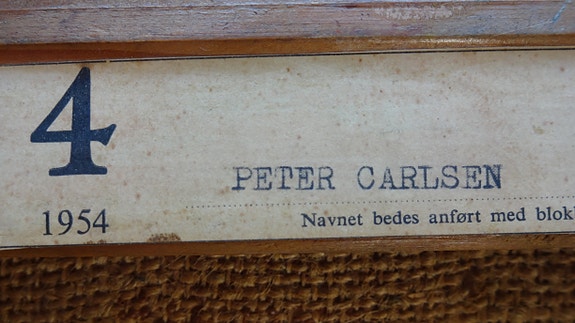 4
PETER CARLSEN
1954
Navnet bedes anført med blok